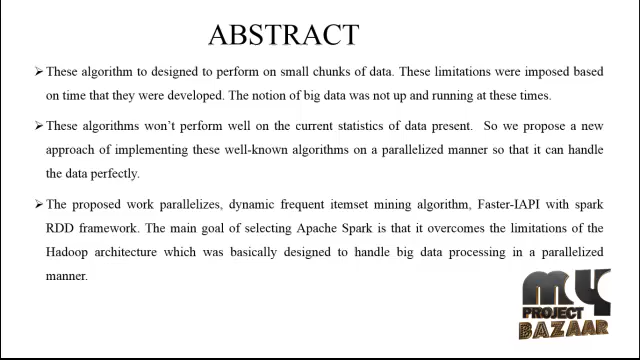 ABSTRACT
➢These algorithm to designed to perform on small chunks of data. These limitations were imposed based
on time that they were developed. The notion of big data was not up and running at these times.
➢These algorithms won't perform well on the current statistics of data present. So we propose a new
approach of implementing these well-known algorithms on a parallelized manner so that it can handle
the data perfectly.
➢The proposed work parallelizes, dynamic frequent itemset mining algorithm, Faster-IAPI with spark
RDD framework. The main goal of selecting Apache Spark is that it overcomes the limitations of the
Hadoop architecture which was basically designed to handle big data processing in a parallelized
manner.
MY
PROJECT
BAZAAR